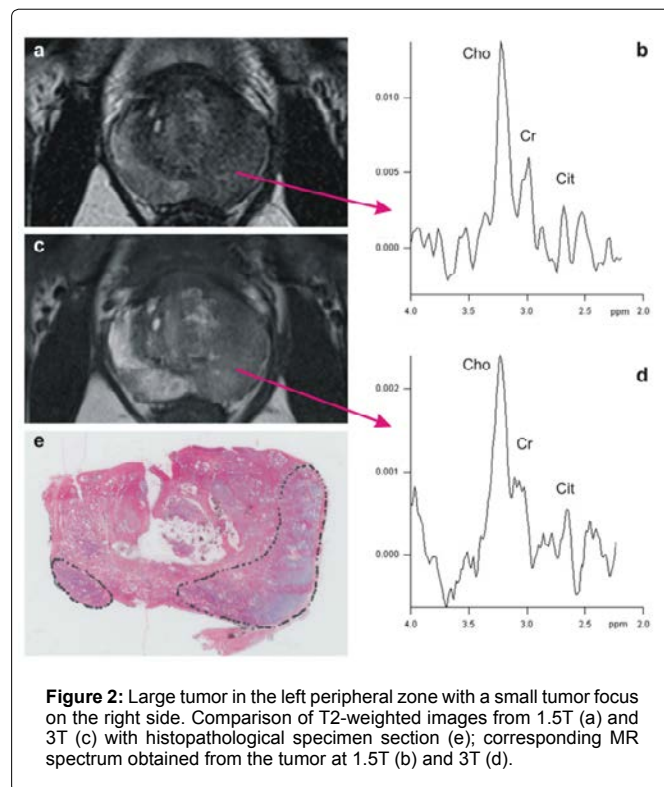 a
b
Cho
0.010
Cr
0.005
Cit
0.000
4.0 3.5 3.0 2.5 ppm 2.0
c
d
Cho
0.002
Cr
0.001
Cit
0.000
4.0 3.5 3.0 2.5 ppm 2.0
e
Figure 2: Large tumor in the left peripheral zone with a small tumor focus
on the right side. Comparison of T2-weighted images from 1.5T (a) and
3T (c) with histopathological specimen section (e); corresponding MR
spectrum obtained from the tumor at 1.5T (b) and 3T (d).